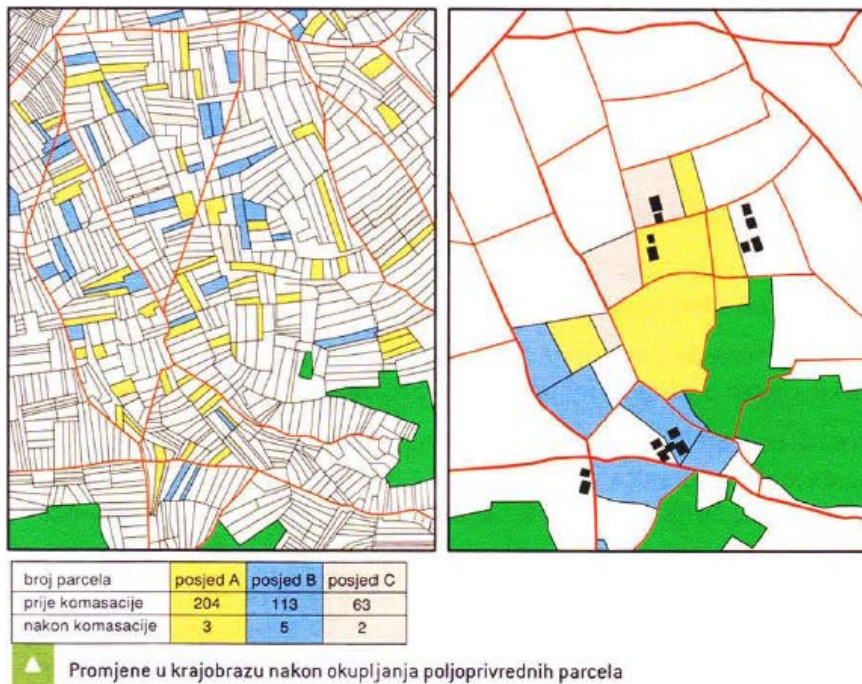 broj parcela posjed A posjed B posjed C
prije komasacije 204 113 63
nakon komasacije 3 5 2
Promjene u krajobrazu nakon okupljanja poljoprivrednih parcela